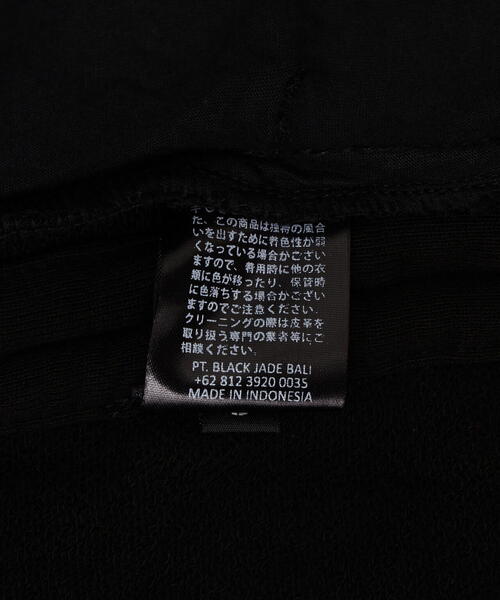 た、この商品は独特の風合
いを出すために着色性が弱
くなっている場合がござい
ますので、着用時に他の衣
類に色が移ったり、保管時
に色落ちする場合がござい
ますのでご注意ください。
クリーニングの際は皮革を
取り扱う専門の業者等にご
相談ください。
PT. BLACK JADE BALI
+62 812 3920 0035
MADE IN INDONESIA